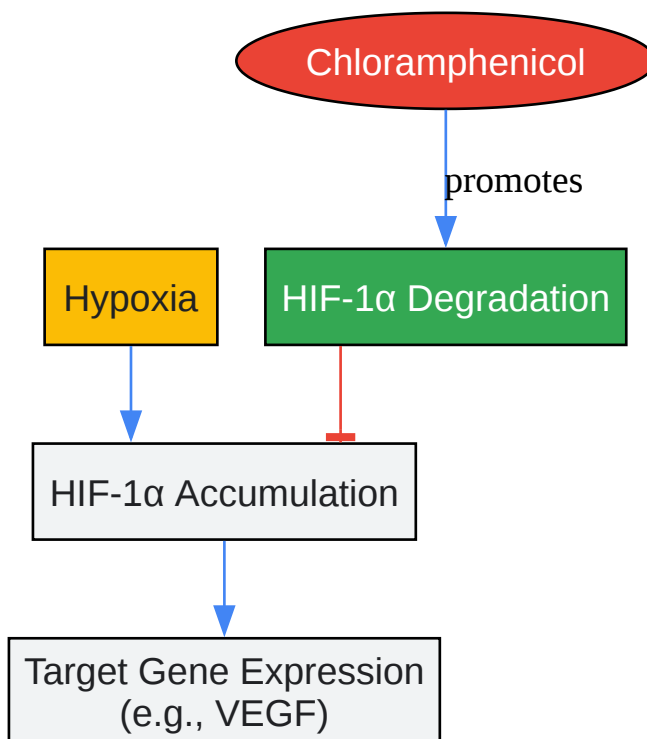 Chloramphenicol
promotes
Hypoxia
HIF-1α Degradation
HIF-1α Accumulation
Target Gene Expression
(e.g., VEGF)